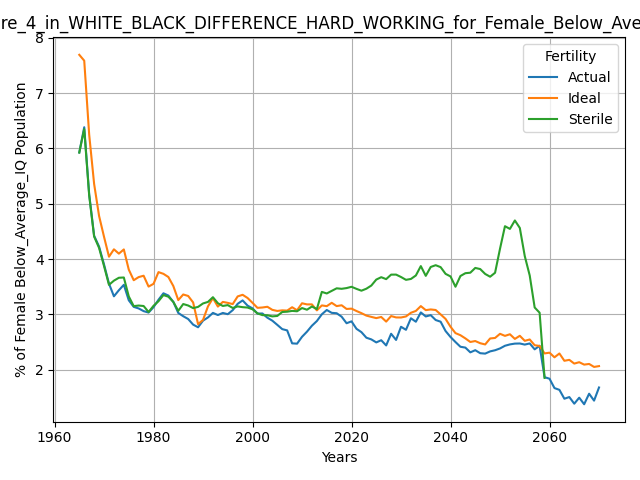 re_4_in_WHITE_BLACK_DIFFERENCE_HARD_WORKING_for_Female_Below_Ave
% of Female Below_Average_IQ Population
8
7
6
5
4
3
2
Fertility
Actual
Ideal
Sterile
1960 1980 2000 2020 2040 2060
Years